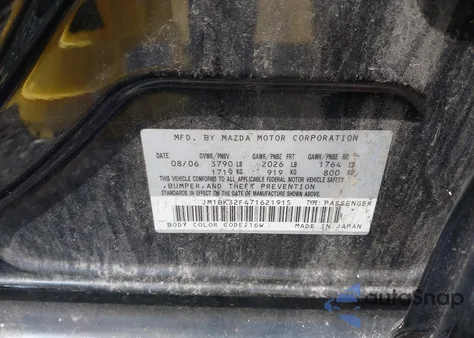 MFD. BY MAZDA MOTOR CORPORATION
DATE GVWR/PNBV GAWR/PNBE FRT GAWR/PNBE RR
08/06 3790 LB 2026 LB 1764 LB
1719 KG 919 KG 800 KG
THIS VEHICLE CONFORMS TO ALL APPLICABLE FEDERAL MOTOR VEHICLE SAFETY,
BUMPER, AND THEFT PREVENTION
STANDARDS IN EFFECT ON THE DATE OF MANUFACTURE SHOWN ABOVE.
JM1BK32F471621915 TYPE: PASSENGER
BODY COLOR CODE: 16W MADE IN JAPAN
autoSnap